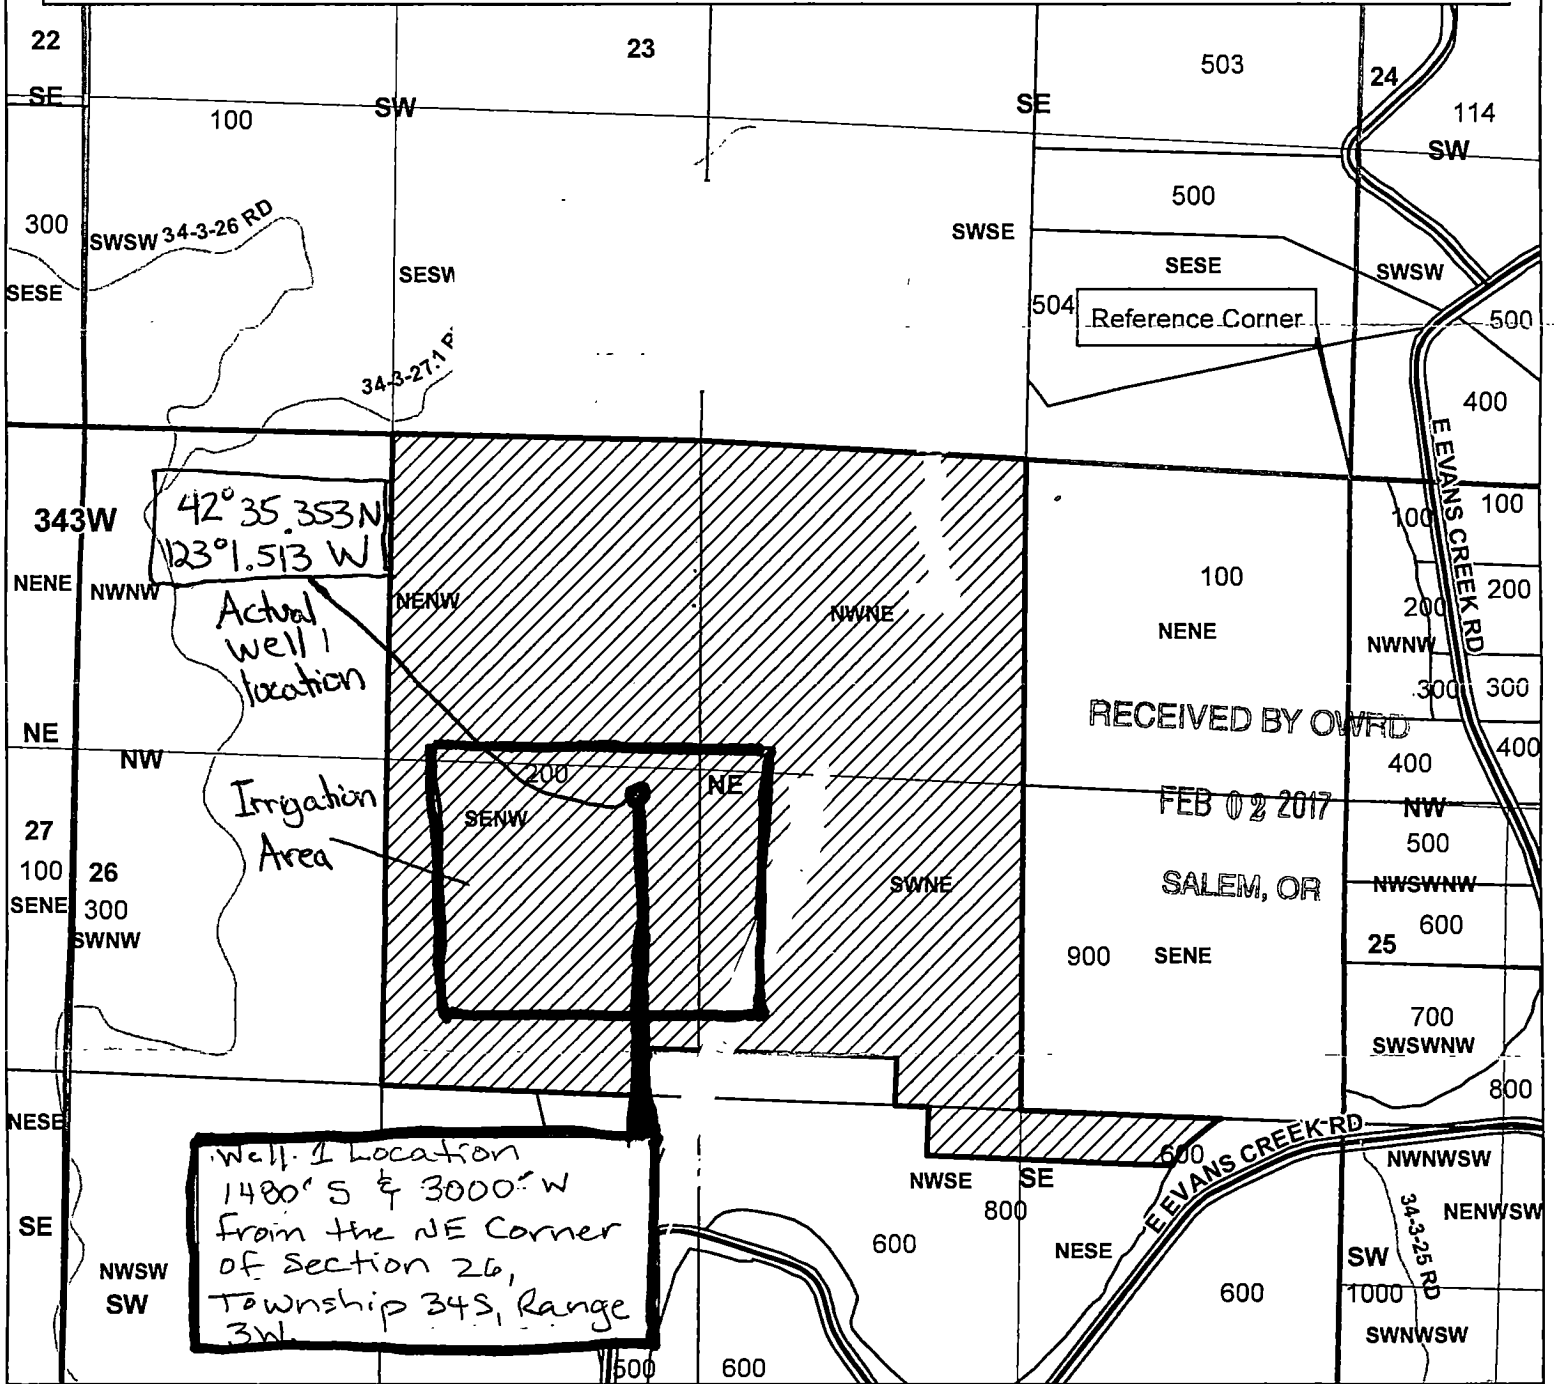 22
23
503
24
SE
SW
SE
100
114
SW
500
300
SWSW
34-3-26 RD
SWSE
SESE
SWSW
SESE
SESW
504
Reference Corner
500
34-3-27.1
400
E EVANS CREEK RD
343W
42°35.353N
123°1.513 W
100
100
NENE
NWNW
NENW
NWNE
100
NENE
200
200
NWNW
300
300
Actual
well 1
location
RECEIVED BY OWRD
NE
NW
200
NE
400
400
Irrigation
Area
SENW
FEB 02 2017
NW
27
500
100
26
SALEM, OR
NWSWNW
SENE
300
SWNE
600
SWNW
900
SENE
25
700
SWSWNW
800
NESE
600
E EVANS CREEK RD
NWNWSW
NWSE
SE
800
34-3-25 RD
NENWSW
Well 1 Location
1480' S & 3000' W
from the NE Corner
of Section 26,
Township 34S, Range
3W.
SE
NWSW
SW
600
NESE
SW
600
1000
SWNWSW
500
600